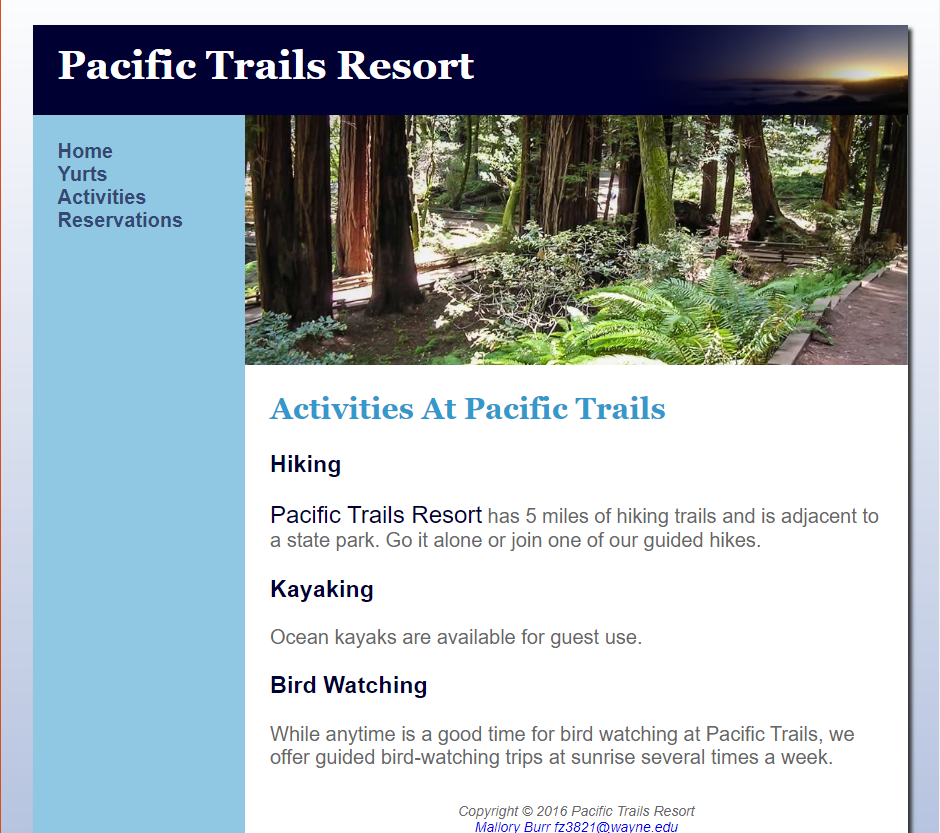 Pacific Trails Resort
Home
Yurts
Activities
Reservations
Activities At Pacific Trails
Hiking
Pacific Trails Resort has 5 miles of hiking trails and is adjacent to
a state park. Go it alone or join one of our guided hikes.
Kayaking
Ocean kayaks are available for guest use.
Bird Watching
While anytime is a good time for bird watching at Pacific Trails, we
offer guided bird-watching trips at sunrise several times a week.
Copyright © 2016 Pacific Trails Resort
Mallory Burr fz3821@wayne.edu